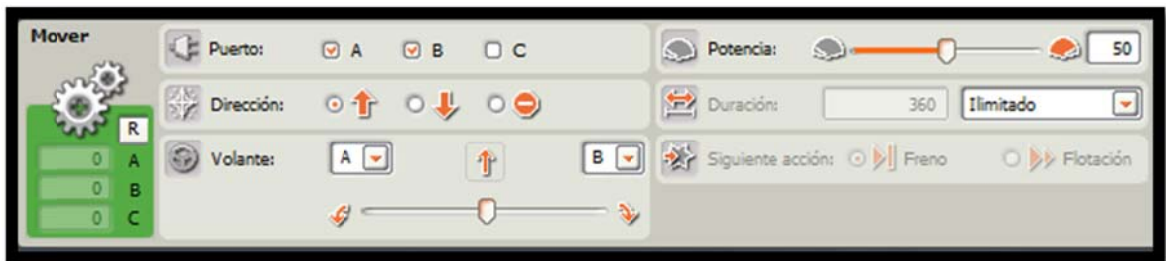 Mover
R
0 A
0 B
0 C
Puerto: A B C
Dirección:
Volante: A B
Potencia: 50
Duración: 360 Ilimitado
Siguiente acción: Freno Flotación